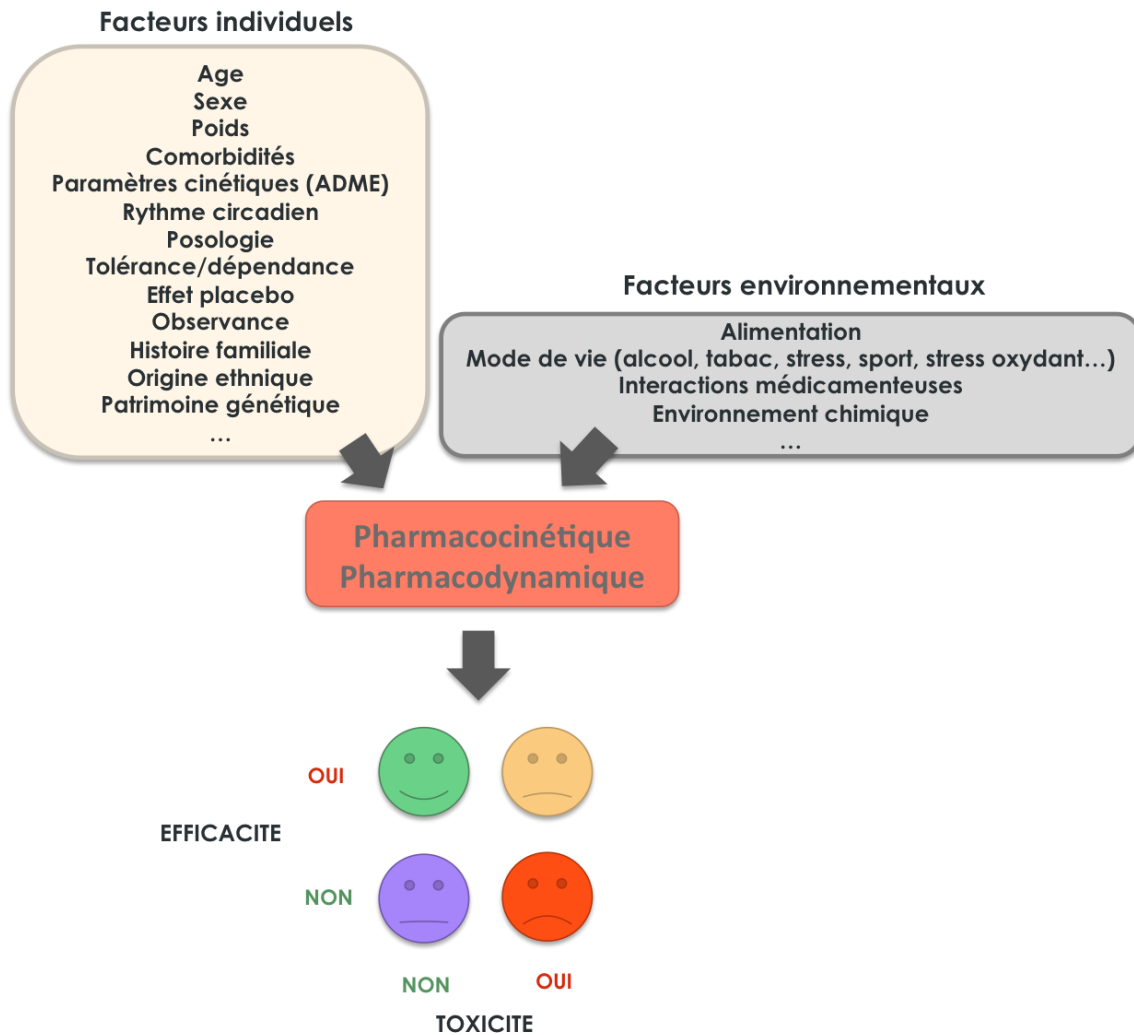 Facteurs individuels
Age
Sexe
Poids
Comorbidités
Paramètres cinétiques (ADME)
Rythme circadien
Posologie
Tolérance/dépendance
Effet placebo
Observance
Histoire familiale
Origine ethnique
Patrimoine génétique
...
Facteurs environnementaux
Alimentation
Mode de vie (alcool, tabac, stress, sport, stress oxydant...)
Interactions médicamenteuses
Environnement chimique
...
Pharmacocinétique
Pharmacodynamique
OUI
EFFICACITE
NON
NON OUI
TOXICITE